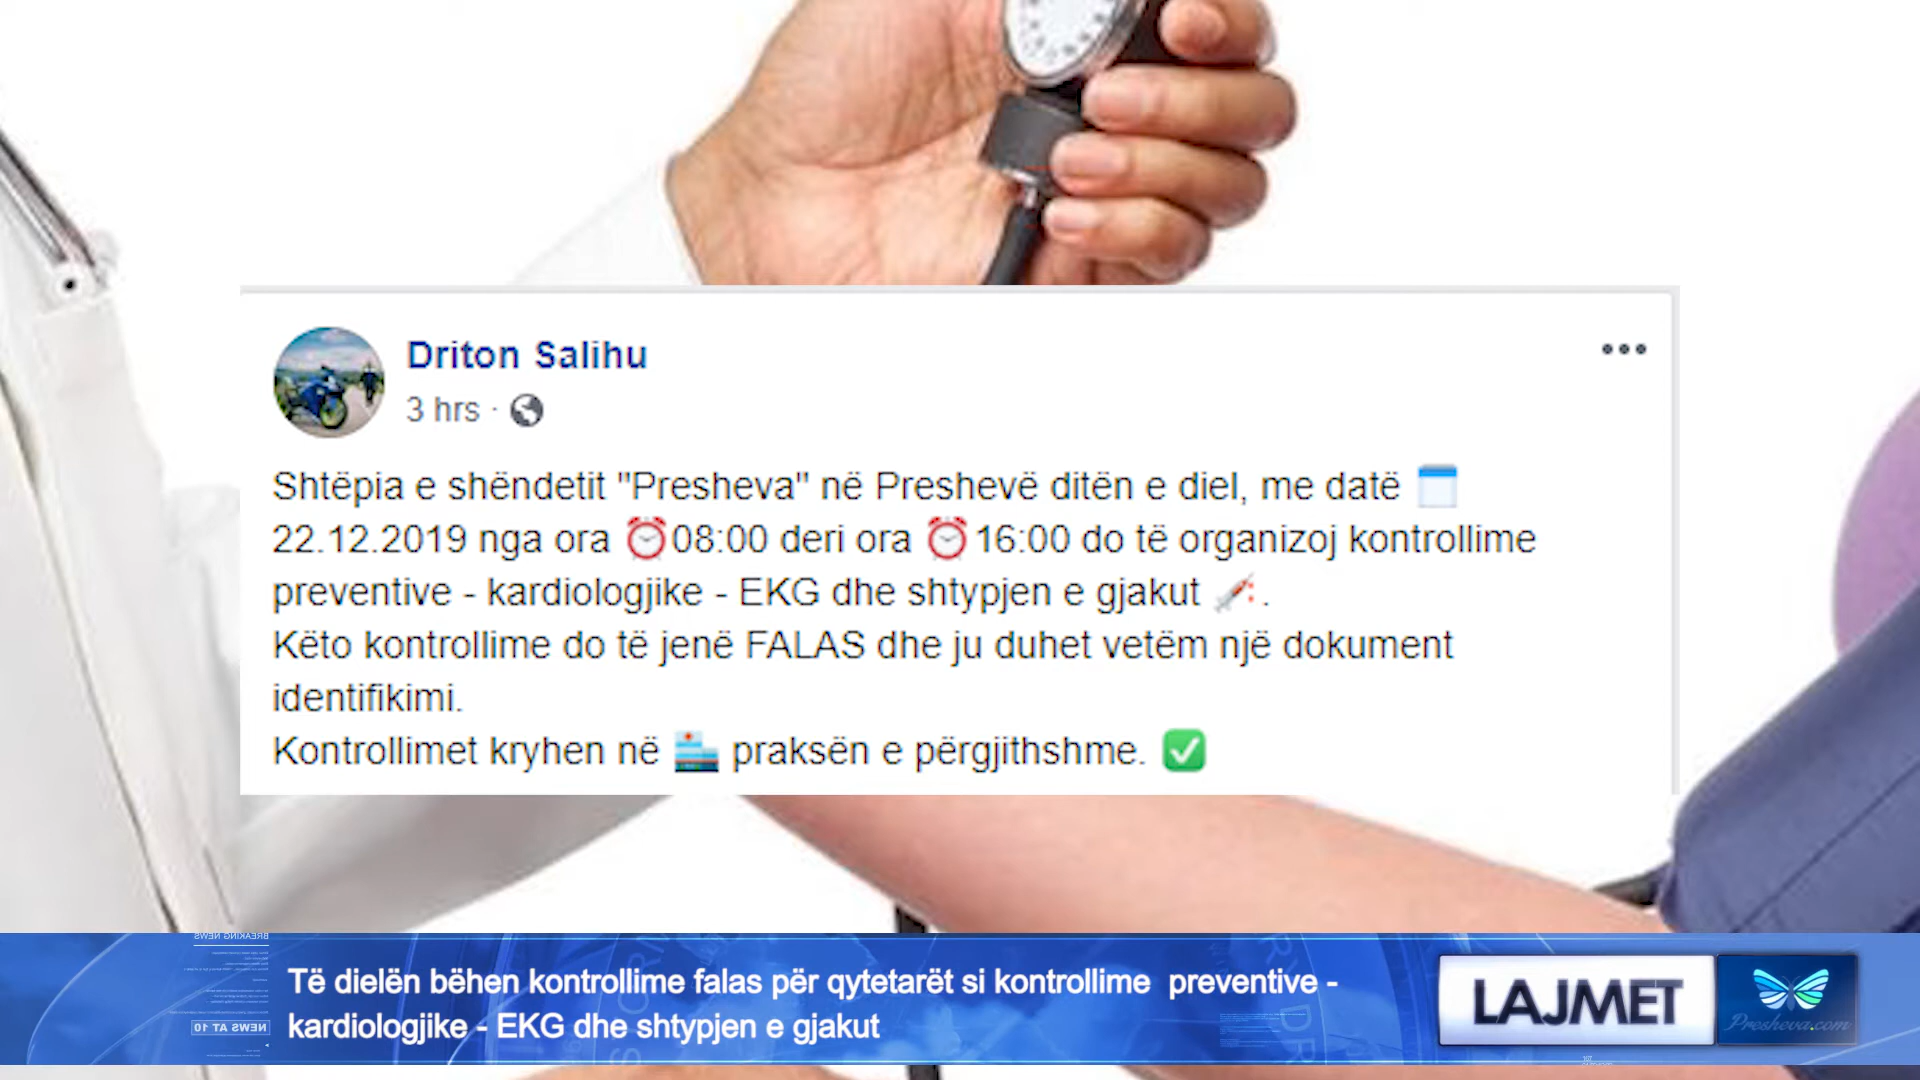 Driton Salihu
3 hrs ·
Shtëpia e shëndetit "Presheva" në Preshevë ditën e diel, me datë
22.12.2019 nga ora ⏰08:00 deri ora ⏰16:00 do të organizoj kontrollime
preventive - kardiologjike - EKG dhe shtypjen e gjakut 💉.
Këto kontrollime do të jenë FALAS dhe ju duhet vetëm një dokument
identifikimi.
Kontrollimet kryhen në 🏥 praksën e përgjithshme. ✅
BREAKING NEWS
NEWS AT 10
Të dielën bëhen kontrollime falas për qytetarët si kontrollime preventive -
kardiologjike - EKG dhe shtypjen e gjakut
LAJMET
Presheva.com